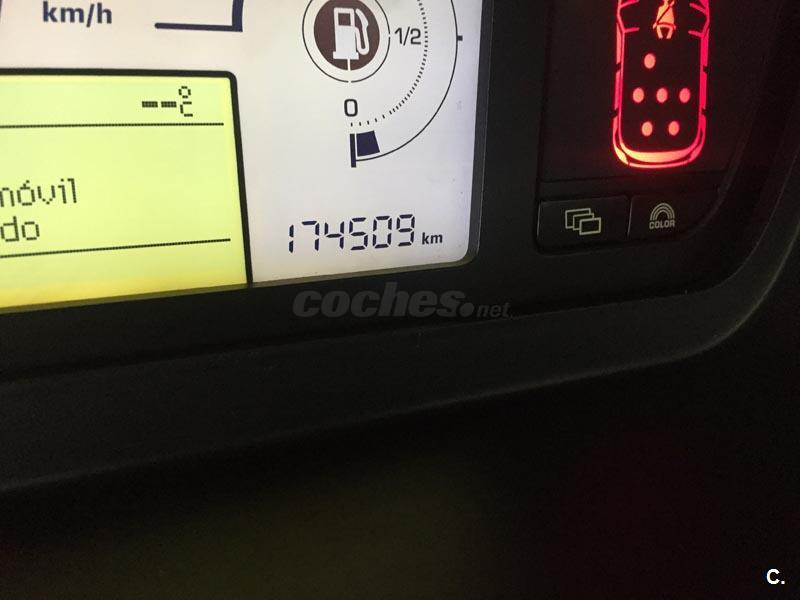 km/h
1/2
0
--°C
móvil
do
174509 km
COLOR
coches.net
C.